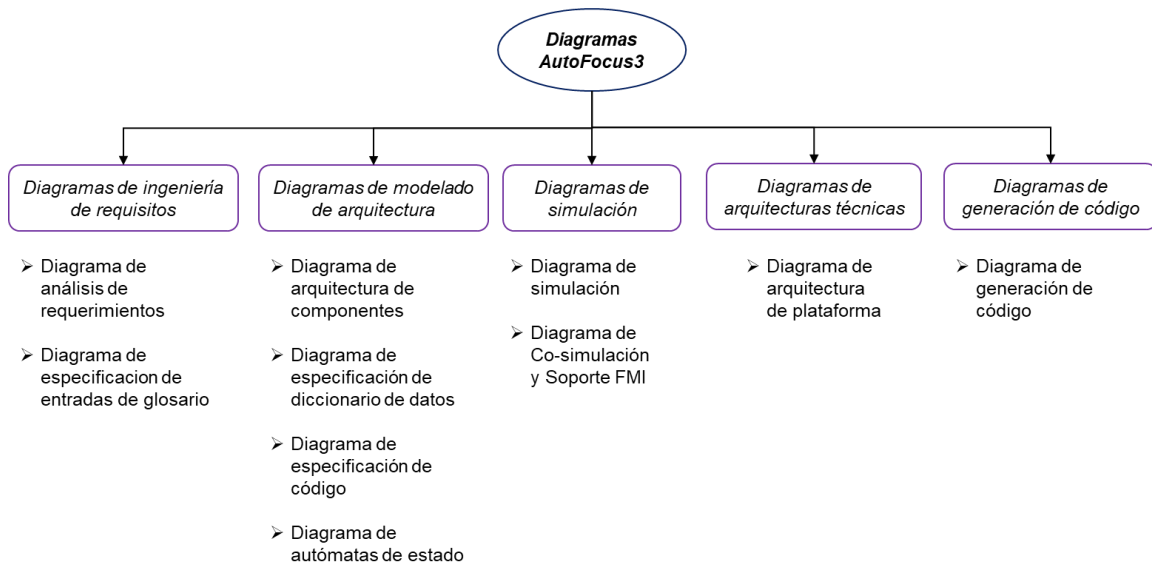 Diagramas
AutoFocus3
Diagramas de ingeniería
de requisitos
Diagramas de modelado
de arquitectura
Diagramas de
simulación
Diagramas de
arquitecturas técnicas
Diagramas de
generación de código
Diagrama de
análisis de
requerimientos
Diagrama de
especificacion de
entradas de glosario
Diagrama de
arquitectura de
componentes
Diagrama de
especificación de
diccionario de datos
Diagrama de
especificación de
código
Diagrama de
autómatas de estado
Diagrama de
simulación
Diagrama de
Co-simulación
y Soporte FMI
Diagrama de
arquitectura
de plataforma
Diagrama de
generación de
código